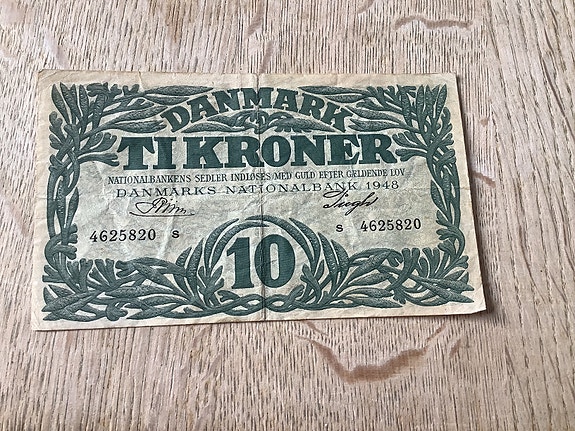 DANMARK
TI KRONER
NATIONALBANKENS SEDLER INDLØSES MED GULD EFTER GÆLDENDE LOV
DANMARKS NATIONALBANK 1948
4625820 S S 4625820
10